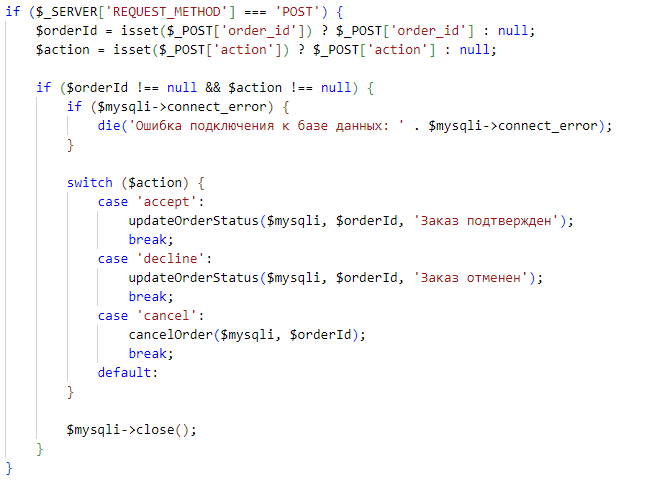 if ($_SERVER['REQUEST_METHOD'] === 'POST') {
    $orderId = isset($_POST['order_id']) ? $_POST['order_id'] : null;
    $action = isset($_POST['action']) ? $_POST['action'] : null;

    if ($orderId !== null && $action !== null) {
        if ($mysqli->connect_error) {
            die('Ошибка подключения к базе данных: ' . $mysqli->connect_error);
        }

        switch ($action) {
            case 'accept':
                updateOrderStatus($mysqli, $orderId, 'Заказ подтвержден');
                break;
            case 'decline':
                updateOrderStatus($mysqli, $orderId, 'Заказ отменен');
                break;
            case 'cancel':
                cancelOrder($mysqli, $orderId);
                break;
            default:
        }

        $mysqli->close();
    }
}